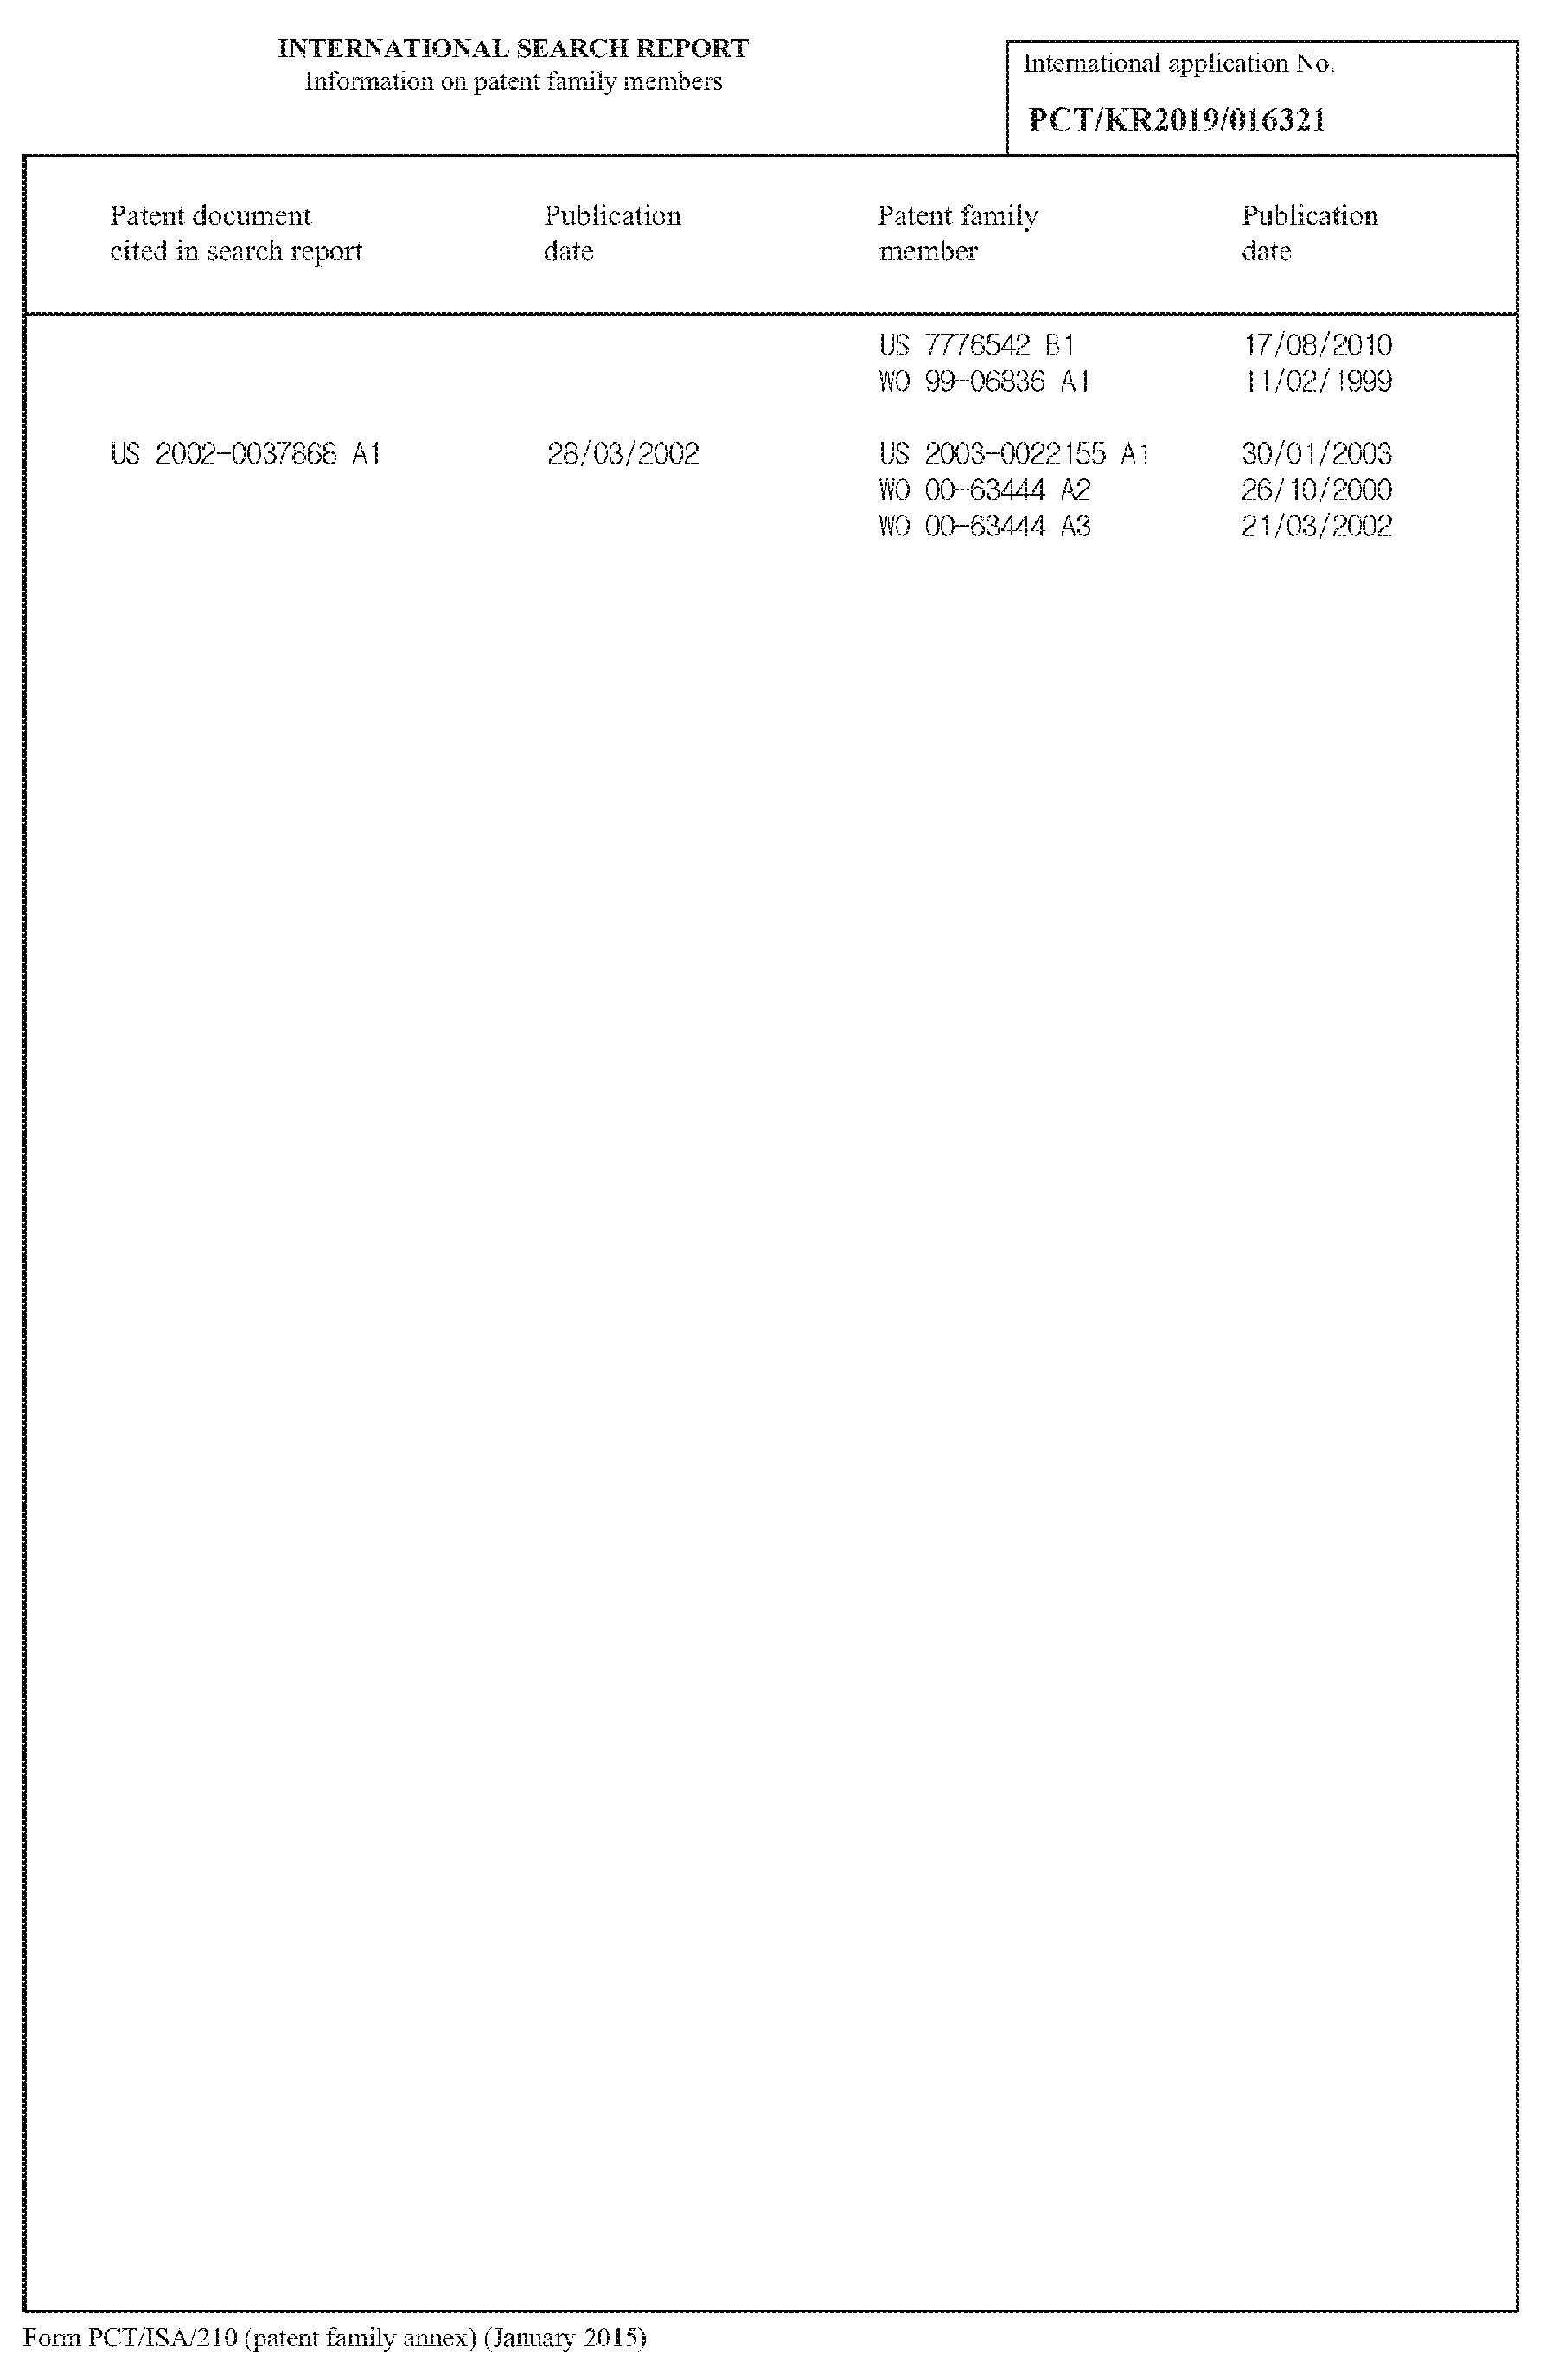 INTERNATIONAL SEARCH REPORT
Information on patent family members
International application No.
PCT/KR2019/016321
Patent document
cited in search report
Publication
date
Patent family
member
Publication
date
US 7776542 B1 17/08/2010
WO 99-06836 A1 11/02/1999
US 2002-0037868 A1 28/03/2002 US 2003-0022155 A1 30/01/2003
WO 00-63444 A2 26/10/2000
WO 00-63444 A3 21/03/2002
Form PCT/ISA/210 (patent family annex) (January 2015)